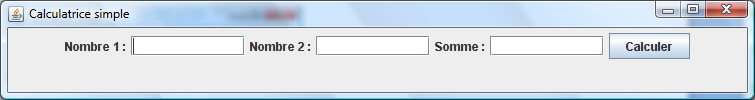 Calculatrice simple
Nombre 1 : Nombre 2 : Somme : Calculer